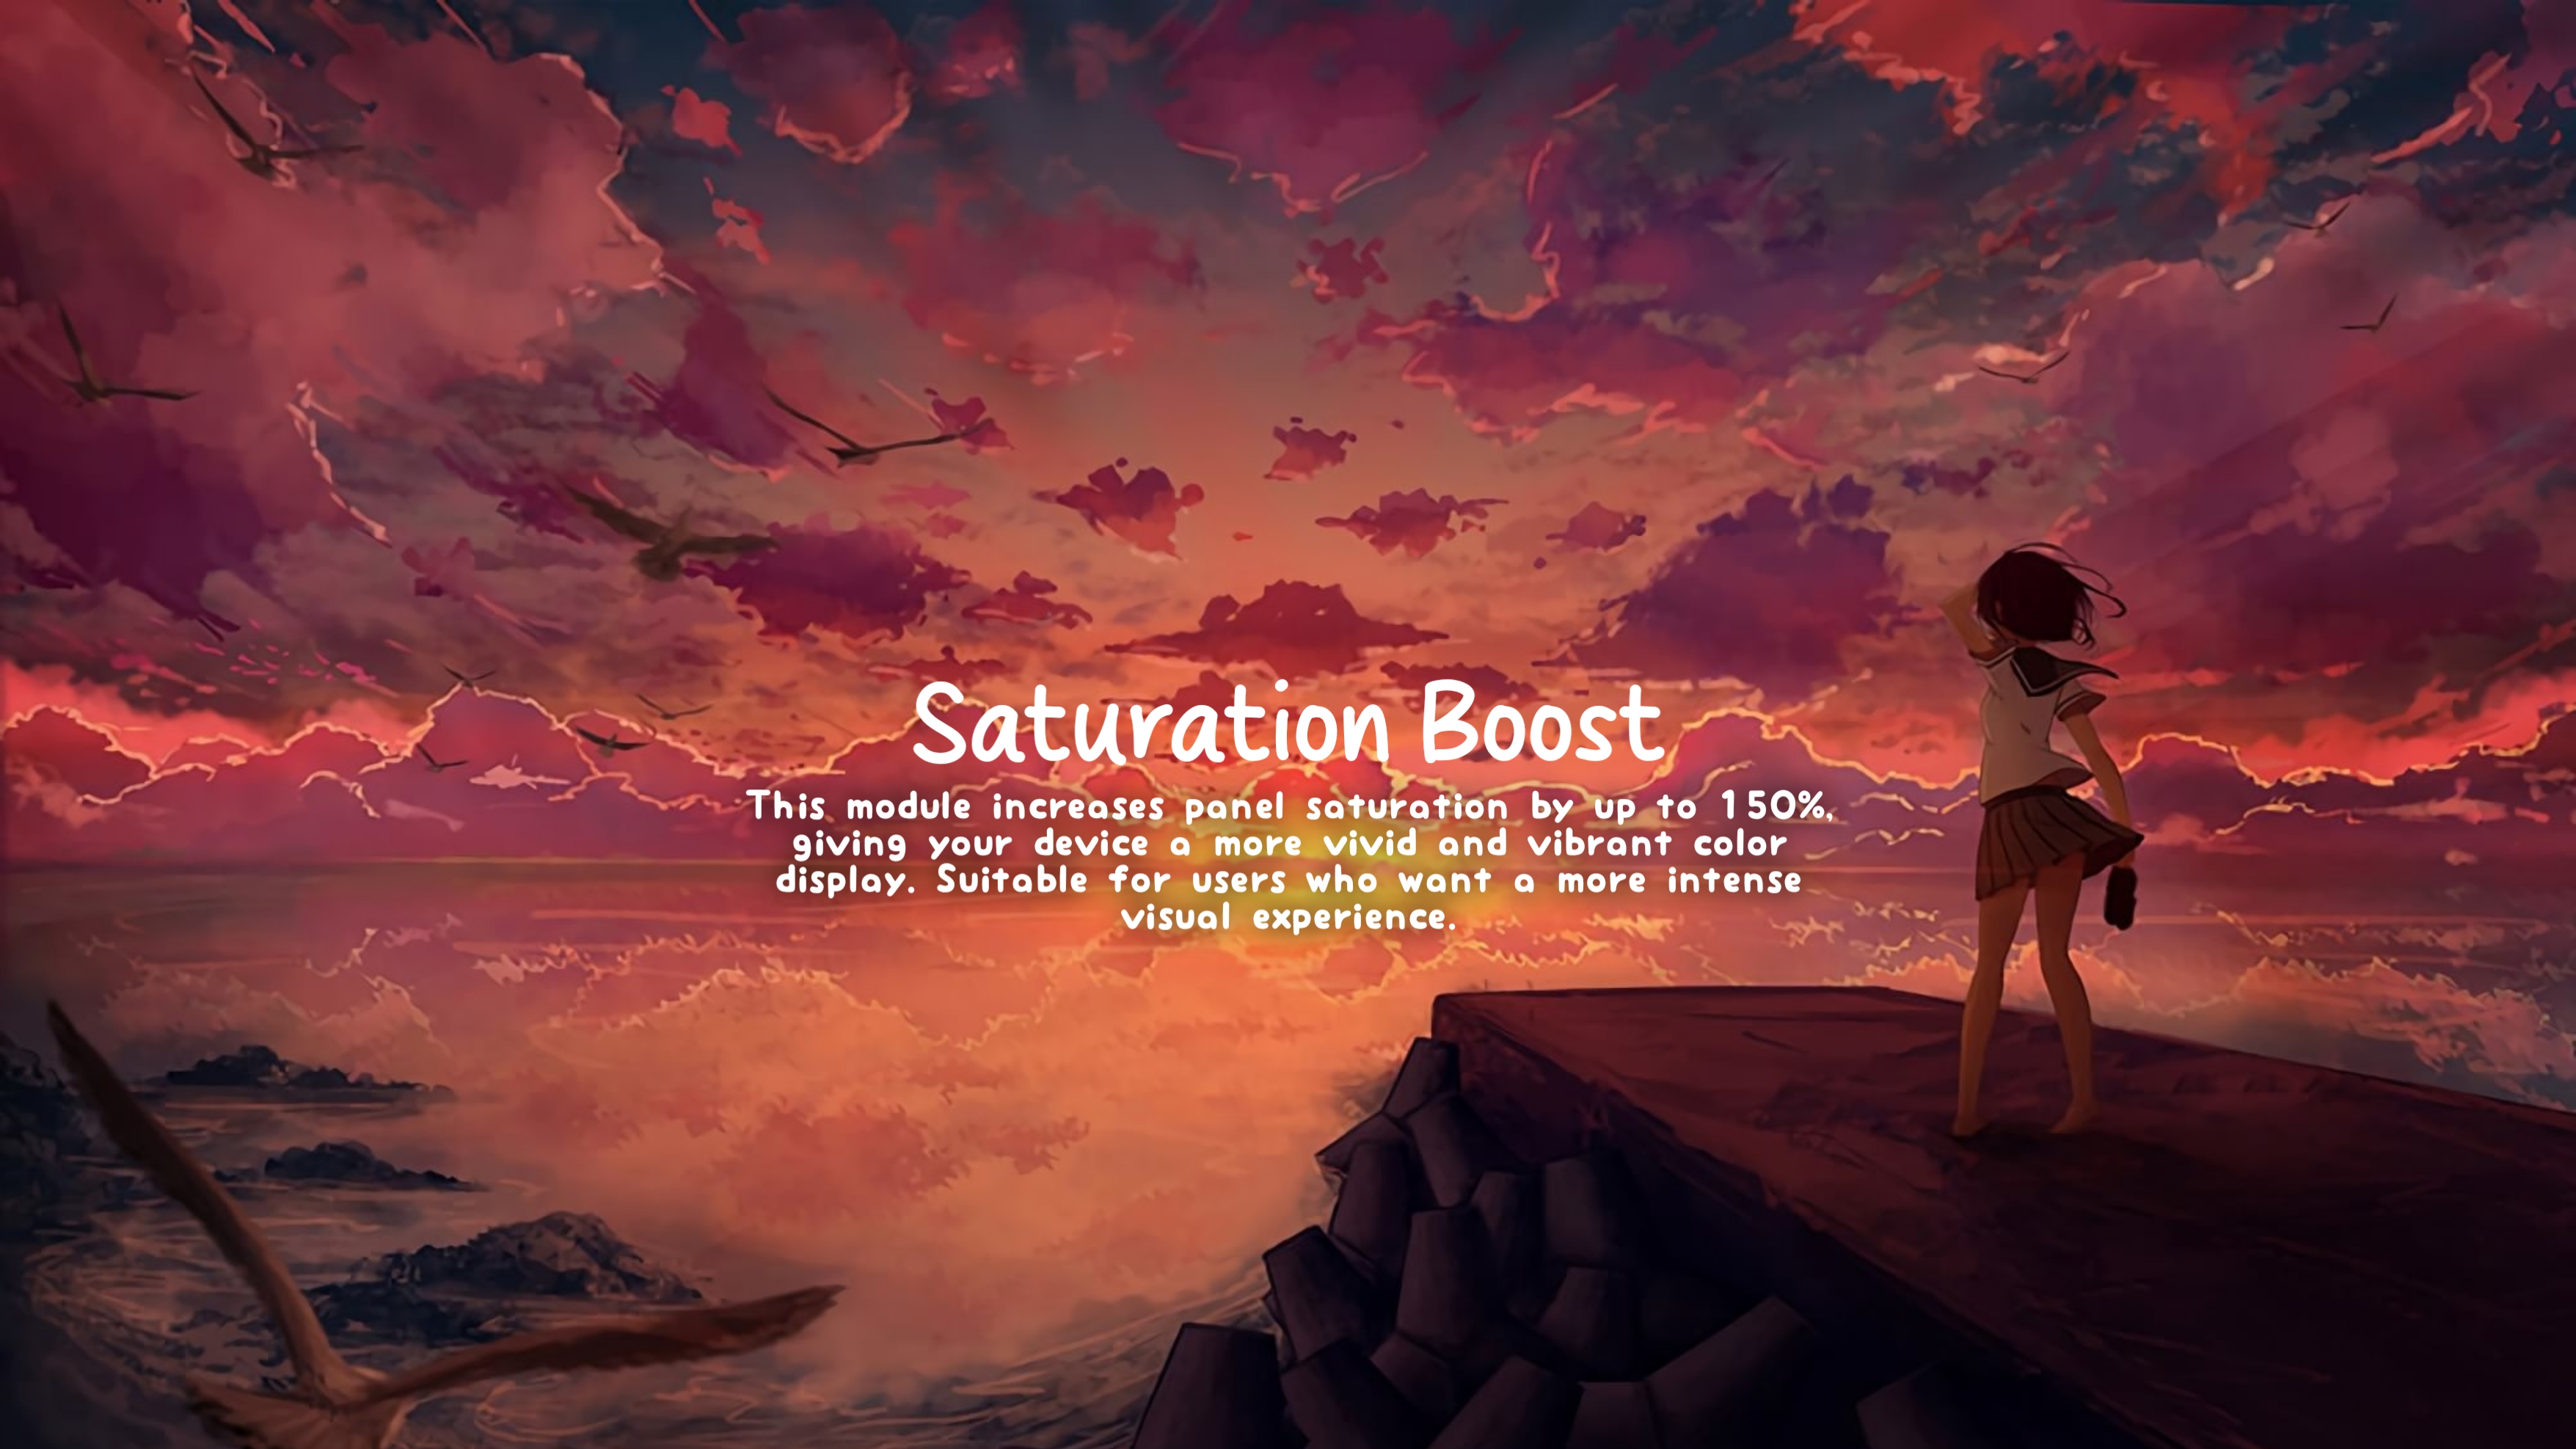 Saturation Boost
This module increases panel saturation by up to 150%,
giving your device a more vivid and vibrant color
display. Suitable for users who want a more intense
visual experience.